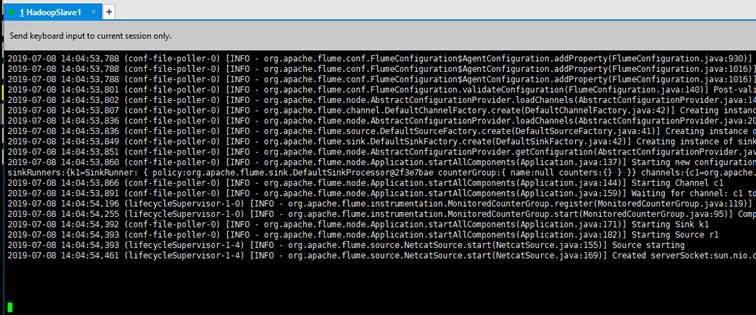 1 HadoopSlave1
Send keyboard input to current session only.
2019-07-08 14:04:53,788 (conf-file-poller-0) [INFO - org.apache.flume.conf.FlumeConfiguration$AgentConfiguration.addProperty(FlumeConfiguration.java:930)]
2019-07-08 14:04:53,788 (conf-file-poller-0) [INFO - org.apache.flume.conf.FlumeConfiguration$AgentConfiguration.addProperty(FlumeConfiguration.java:1016)]
2019-07-08 14:04:53,788 (conf-file-poller-0) [INFO - org.apache.flume.conf.FlumeConfiguration$AgentConfiguration.addProperty(FlumeConfiguration.java:1016)]
2019-07-08 14:04:53,801 (conf-file-poller-0) [INFO - org.apache.flume.conf.FlumeConfiguration.validateConfiguration(FlumeConfiguration.java:140)] Post-vali
2019-07-08 14:04:53,802 (conf-file-poller-0) [INFO - org.apache.flume.node.AbstractConfigurationProvider.loadChannels(AbstractConfigurationProvider.java:1
2019-07-08 14:04:53,807 (conf-file-poller-0) [INFO - org.apache.flume.channel.DefaultChannelFactory.create(DefaultChannelFactory.java:42)] Creating instanc
2019-07-08 14:04:53,836 (conf-file-poller-0) [INFO - org.apache.flume.node.AbstractConfigurationProvider.loadChannels(AbstractConfigurationProvider.java:20
2019-07-08 14:04:53,836 (conf-file-poller-0) [INFO - org.apache.flume.source.DefaultSourceFactory.create(DefaultSourceFactory.java:41)] Creating instance o
2019-07-08 14:04:53,849 (conf-file-poller-0) [INFO - org.apache.flume.sink.DefaultSinkFactory.create(DefaultSinkFactory.java:42)] Creating instance of sink
2019-07-08 14:04:53,851 (conf-file-poller-0) [INFO - org.apache.flume.node.AbstractConfigurationProvider.getConfiguration(AbstractConfigurationProvider.jav
2019-07-08 14:04:53,860 (conf-file-poller-0) [INFO - org.apache.flume.node.Application.startAllComponents(Application.java:137)] Starting new configuration
sinkRunners:{k1=SinkRunner: { policy:org.apache.flume.sink.DefaultSinkProcessor@2f3e7bae counterGroup:{ name:null counters:{} } }} channels:{c1=org.apache.
2019-07-08 14:04:53,866 (conf-file-poller-0) [INFO - org.apache.flume.node.Application.startAllComponents(Application.java:144)] Starting Channel c1
2019-07-08 14:04:53,891 (conf-file-poller-0) [INFO - org.apache.flume.node.Application.startAllComponents(Application.java:159)] Waiting for channel: c1 to
2019-07-08 14:04:54,196 (lifecycleSupervisor-1-0) [INFO - org.apache.flume.instrumentation.MonitoredCounterGroup.register(MonitoredCounterGroup.java:119)]
2019-07-08 14:04:54,255 (lifecycleSupervisor-1-0) [INFO - org.apache.flume.instrumentation.MonitoredCounterGroup.start(MonitoredCounterGroup.java:95)] Comp
2019-07-08 14:04:54,392 (conf-file-poller-0) [INFO - org.apache.flume.node.Application.startAllComponents(Application.java:171)] Starting Sink k1
2019-07-08 14:04:54,393 (conf-file-poller-0) [INFO - org.apache.flume.node.Application.startAllComponents(Application.java:182)] Starting Source r1
2019-07-08 14:04:54,393 (lifecycleSupervisor-1-4) [INFO - org.apache.flume.source.NetcatSource.start(NetcatSource.java:155)] Source starting
2019-07-08 14:04:54,461 (lifecycleSupervisor-1-4) [INFO - org.apache.flume.source.NetcatSource.start(NetcatSource.java:169)] Created serverSocket:sun.nio.c